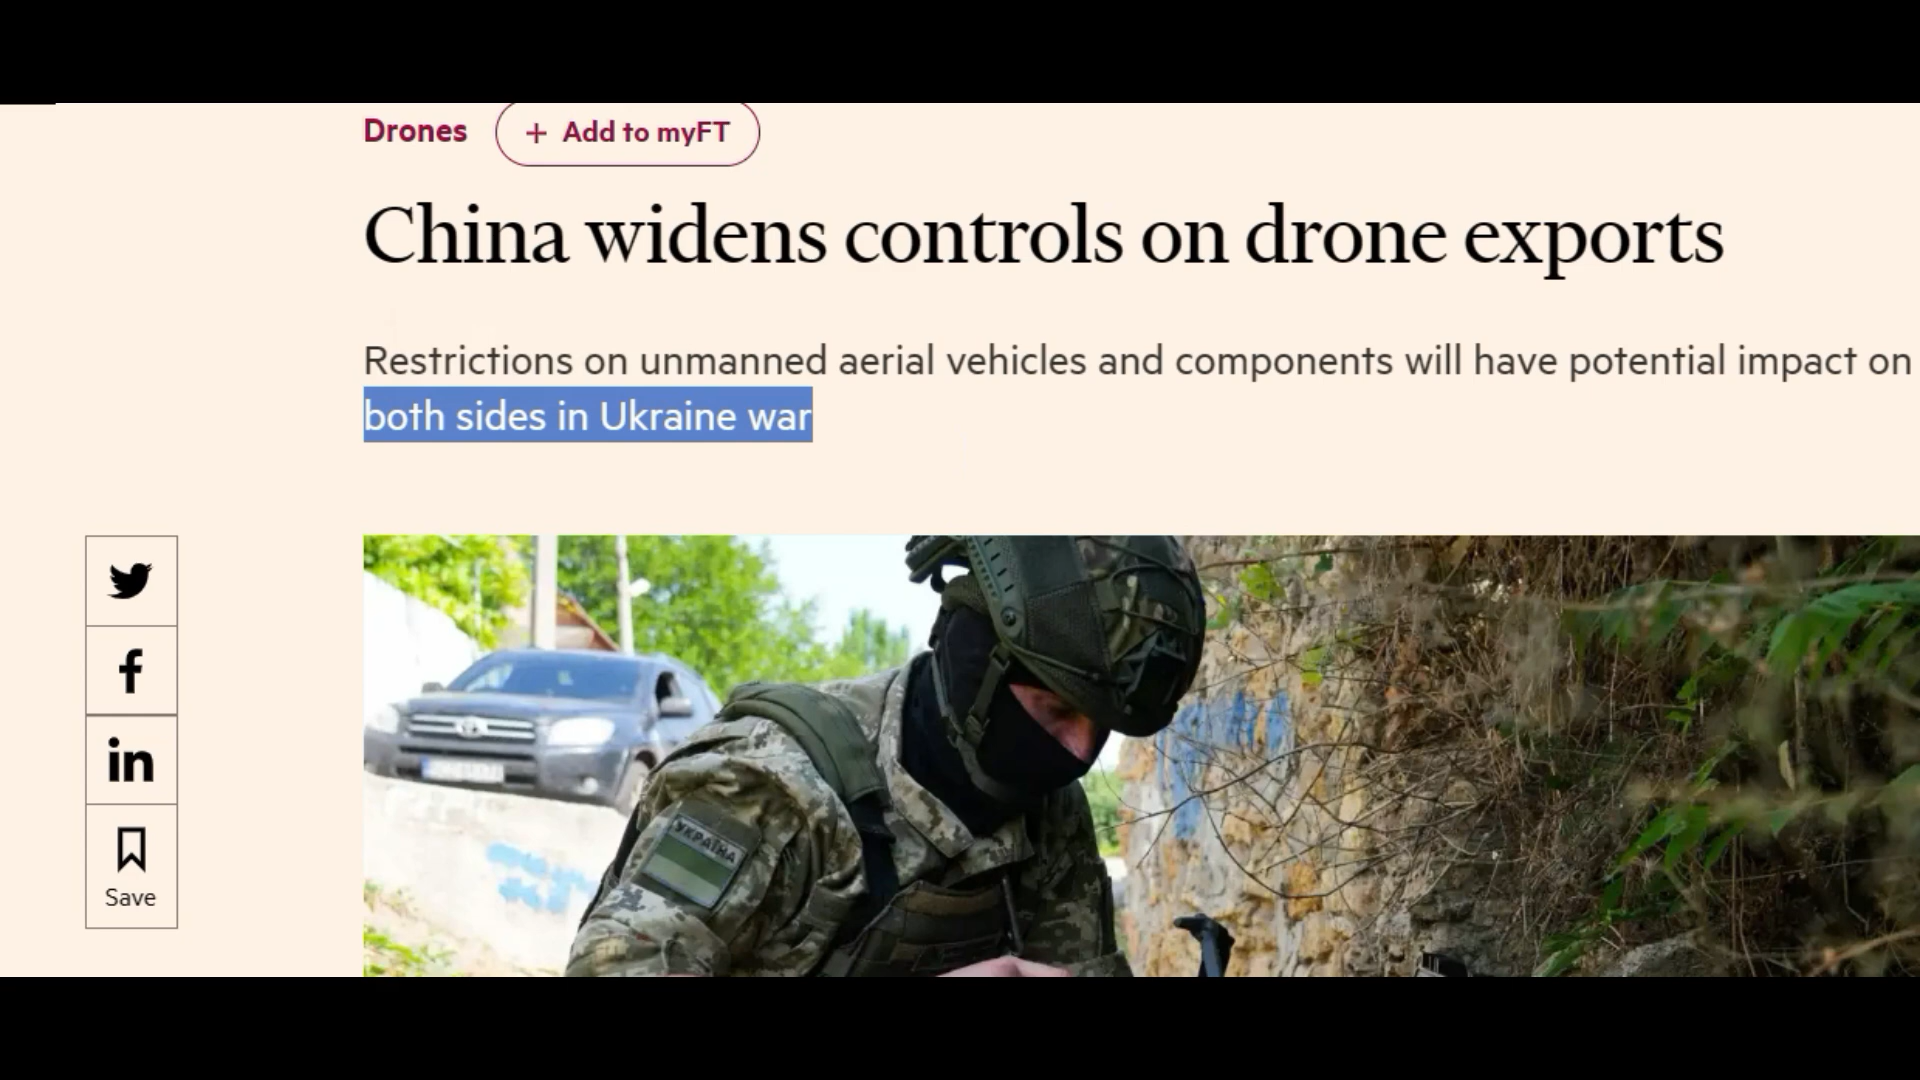 Drones
+ Add to myFT
China widens controls on drone exports
Restrictions on unmanned aerial vehicles and components will have potential impact on
both sides in Ukraine war
Save
УКРАЇНА